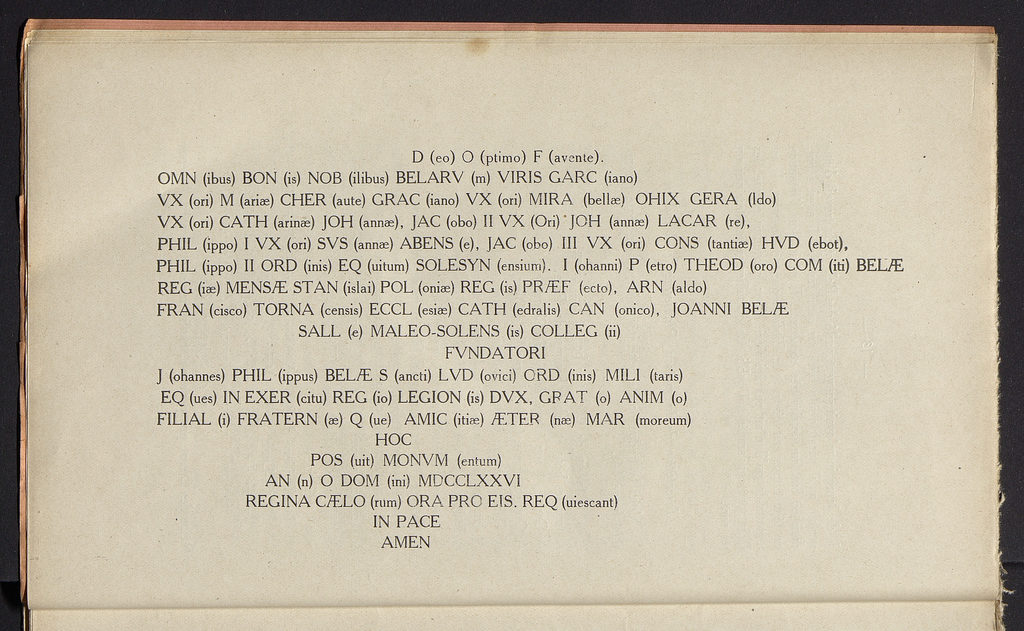 D (eo) O (ptimo) F (avente).
OMN (ibus) BON (is) NOB (ilibus) BELARV (m) VIRIS GARC (iano)
VX (ori) M (ariæ) CHER (aute) GRAC (iano) VX (ori) MIRA (bellæ) OHIX GERA (ldo)
VX (ori) CATH (arinæ) JOH (annæ), JAC (obo) II VX (Ori) JOH (annæ) LACAR (re),
PHIL (ippo) I VX (ori) SVS (annæ) ABENS (e), JAC (obo) III VX (ori) CONS (tantiæ) HVD (ebot),
PHIL (ippo) II ORD (inis) EQ (uitum) SOLESYN (ensium). I (ohanni) P (etro) THEOD (oro) COM (iti) BELÆ
REG (iæ) MENSÆ STAN (islai) POL (oniæ) REG (is) PRÆF (ecto), ARN (aldo)
FRAN (cisco) TORNA (censis) ECCL (esiæ) CATH (edralis) CAN (onico), JOANNI BELÆ
SALL (e) MALEO-SOLENS (is) COLLEG (ii)
FVNDATORI
J (ohannes) PHIL (ippus) BELÆ S (ancti) LVD (ovici) ORD (inis) MILI (taris)
EQ (ues) IN EXER (citu) REG (io) LEGION (is) DVX, GRAT (o) ANIM (o)
FILIAL (i) FRATERN (æ) Q (ue) AMIC (itiæ) ÆTER (næ) MAR (moreum)
HOC
POS (uit) MONVM (entum)
AN (n) O DOM (ini) MDCCLXXVI
REGINA CÆLO (rum) ORA PRO EIS. REQ (uiescant)
IN PACE
AMEN